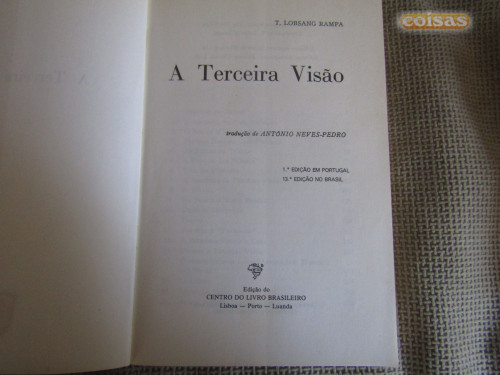 coisas
T. LOBSANG RAMPA
A Terceira Visão
tradução de ANTÓNIO NEVES-PEDRO
1.ª EDIÇÃO EM PORTUGAL
13.ª EDIÇÃO NO BRASIL
Edição do
CENTRO DO LIVRO BRASILEIRO
Lisboa — Porto — Luanda